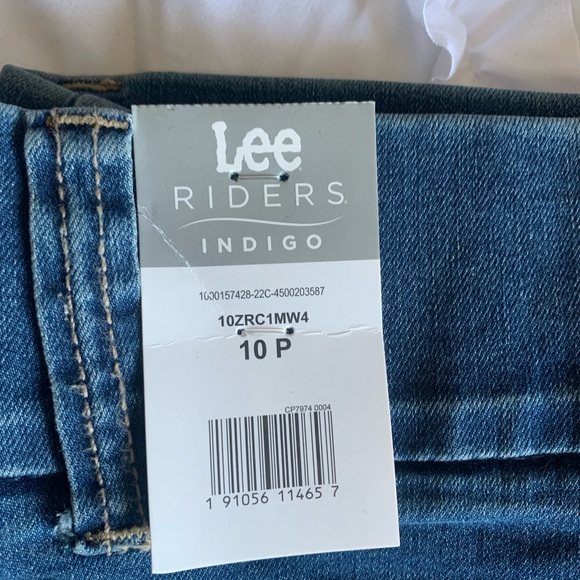 Lee
RIDERS
INDIGO
1000157428-22C-4500203587
10ZRC1MW4
10 P
CP7974 0004
1 91056 11465 7